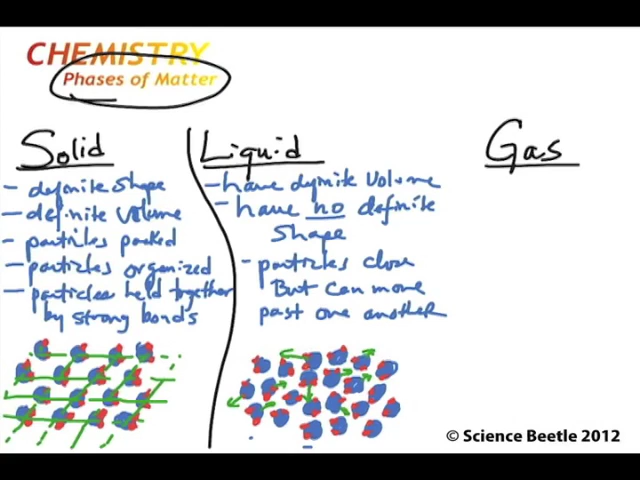 CHEMISTRY
Phases of Matter
Solid
- definite shape
- definite volume
- particles packed
- particles organized
- particles held together
by strong bonds
Liquid
- have definite volume
- have no definite
shape
- particles close
But can move
past one another
Gas
© Science Beetle 2012